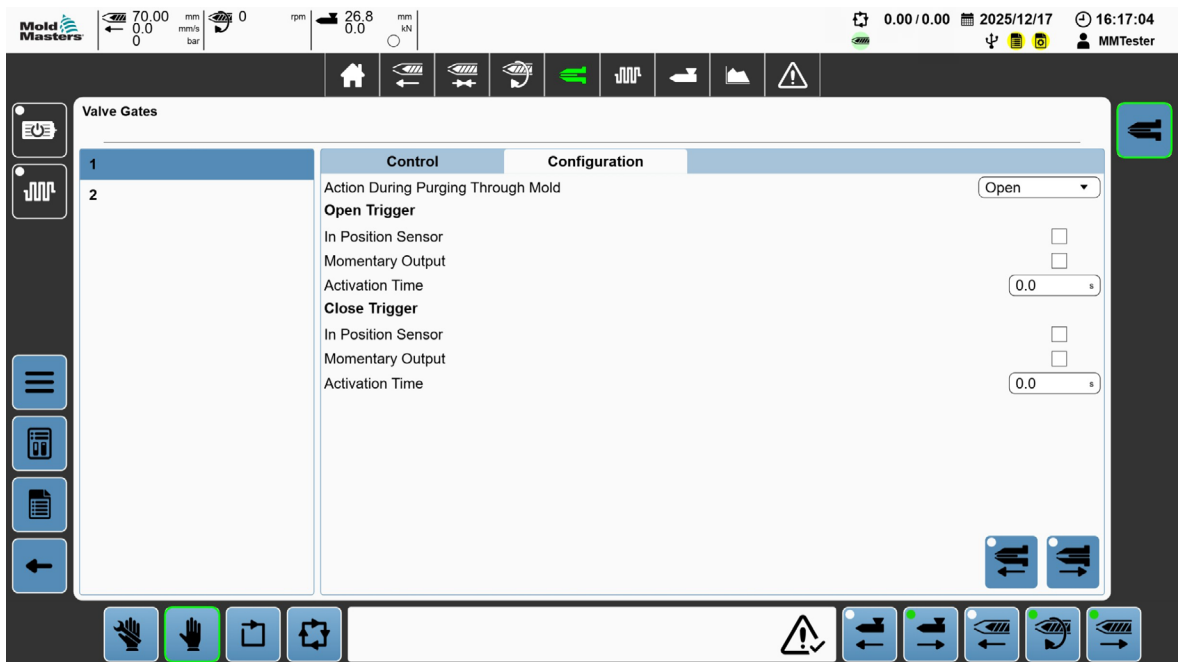 Mold
Masters
70.00 mm
0.0 mm/s
0 bar
0 rpm
26.8 mm
0.0 kN
0.00 / 0.00
2025/12/17
16:17:04
MMTester
Valve Gates
1
2
Control
Configuration
Action During Purging Through Mold
Open
Open Trigger
In Position Sensor
Momentary Output
Activation Time
0.0 s
Close Trigger
In Position Sensor
Momentary Output
Activation Time
0.0 s